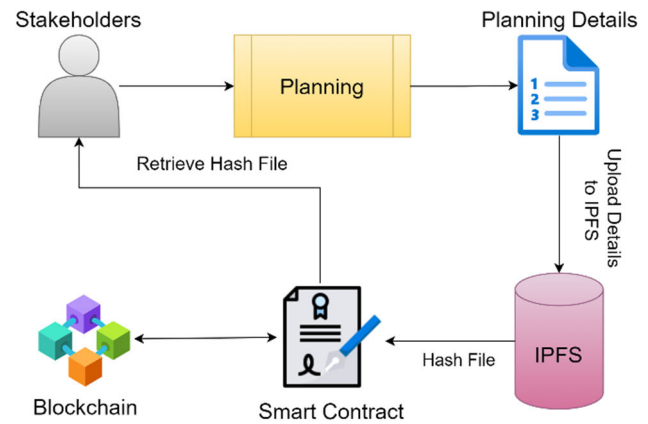 Stakeholders
Planning Details
Planning
1
2
3
Retrieve Hash File
Upload Details
to IPFS
IPFS
Hash File
Blockchain
Smart Contract